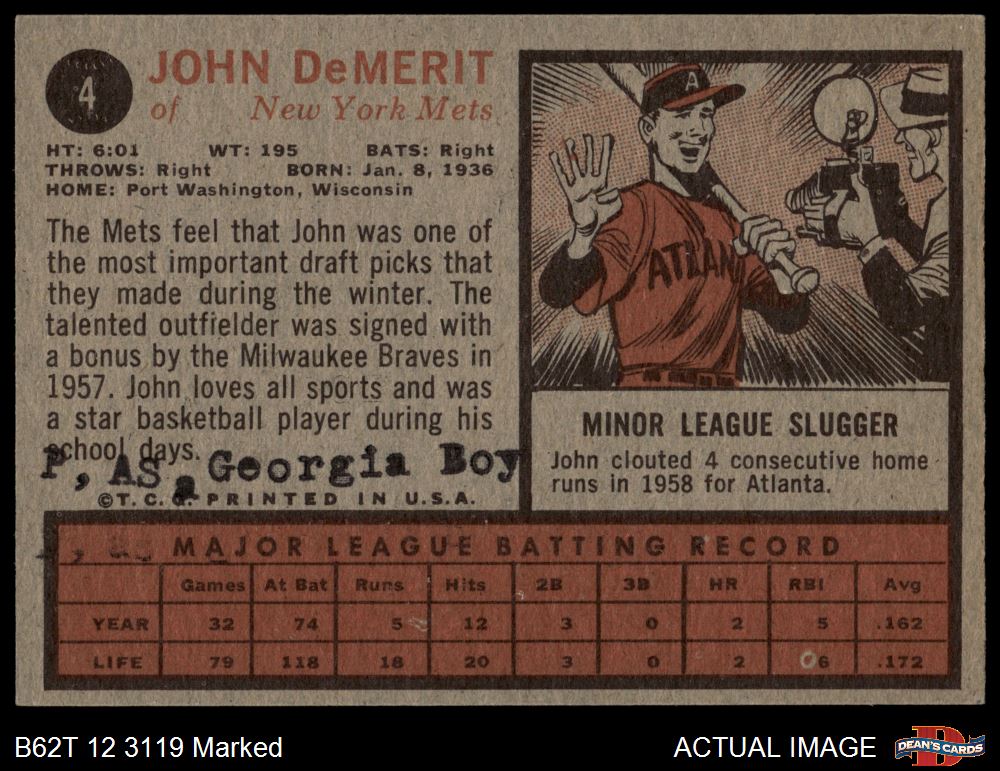 4
JOHN DeMERIT
of New York Mets
HT: 6:01 WT: 195 BATS: Right
THROWS: Right BORN: Jan. 8, 1936
HOME: Port Washington, Wisconsin
The Mets feel that John was one of
the most important draft picks that
they made during the winter. The
talented outfielder was signed with
a bonus by the Milwaukee Braves in
1957. John loves all sports and was
a star basketball player during his
school days.
P, AS a Georgia Boy
©T.C.G. PRINTED IN U.S.A.
A
ATLAN
MINOR LEAGUE SLUGGER
John clouted 4 consecutive home
runs in 1958 for Atlanta.
MAJOR LEAGUE BATTING RECORD
Games At Bat Runs Hits 2B 3B HR RBI Avg
YEAR 32 74 5 12 3 0 2 5 .162
LIFE 79 118 18 20 3 0 2 6 .172
B62T 12 3119 Marked
ACTUAL IMAGE
DEAN'S CARDS